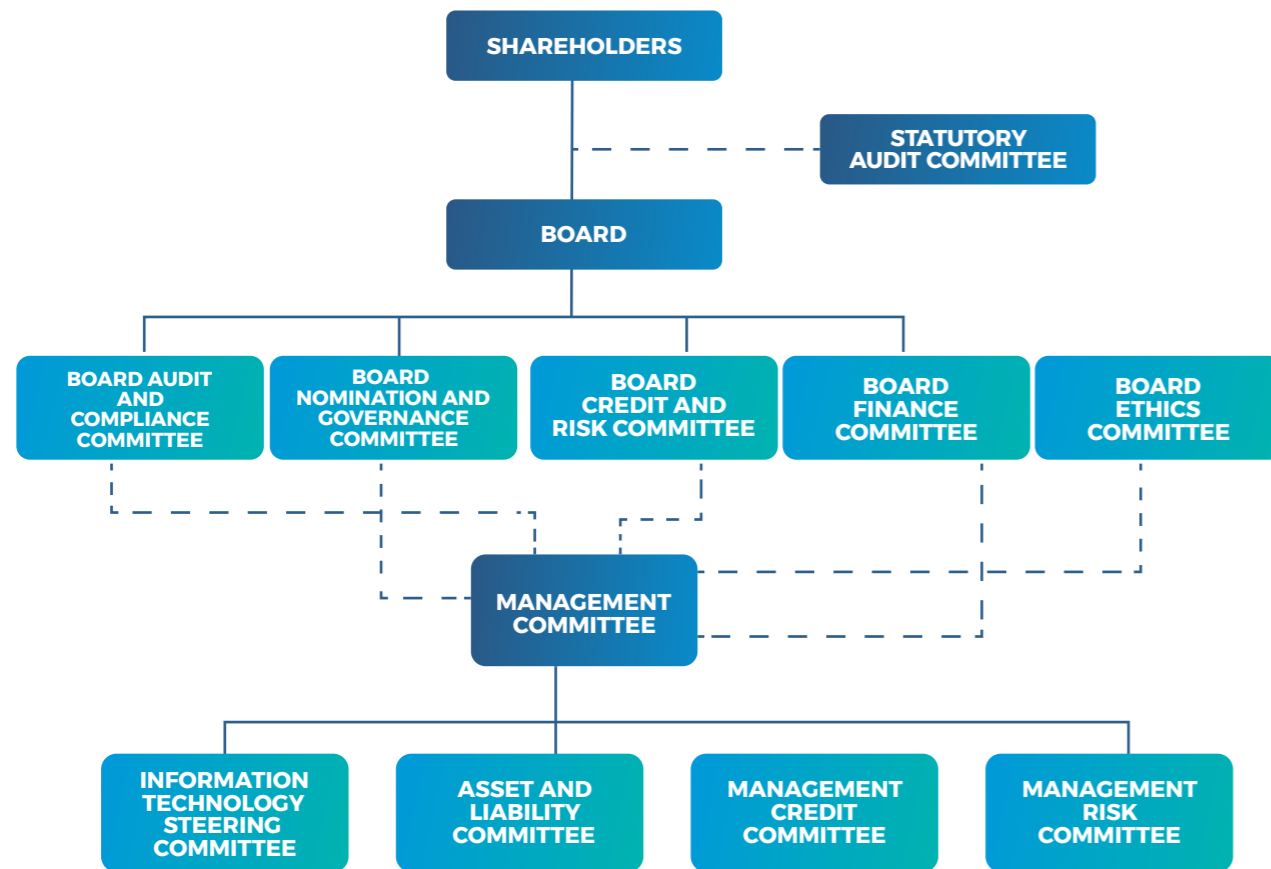 SHAREHOLDERS
STATUTORY
AUDIT COMMITTEE
BOARD
BOARD AUDIT
AND
COMPLIANCE
COMMITTEE
BOARD
NOMINATION AND
GOVERNANCE
COMMITTEE
BOARD
CREDIT AND
RISK COMMITTEE
BOARD
FINANCE
COMMITTEE
BOARD
ETHICS
COMMITTEE
MANAGEMENT
COMMITTEE
INFORMATION
TECHNOLOGY
STEERING
COMMITTEE
ASSET AND
LIABILITY
COMMITTEE
MANAGEMENT
CREDIT
COMMITTEE
MANAGEMENT
RISK
COMMITTEE